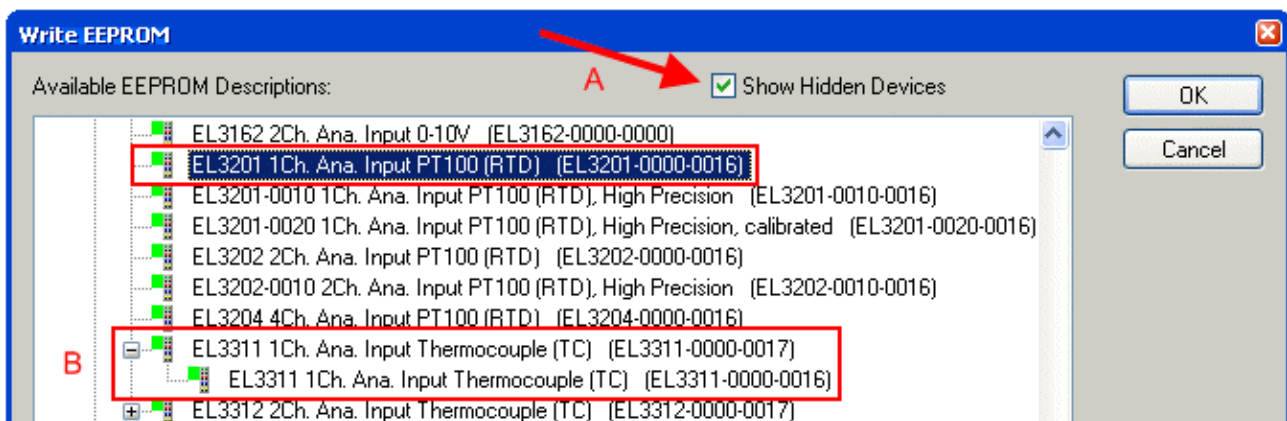 Write EEPROM
Available EEPROM Descriptions:
A
Show Hidden Devices
OK
Cancel
EL3162 2Ch. Ana. Input 0-10V (EL3162-0000-0000)
EL3201 1Ch. Ana. Input PT100 (RTD) (EL3201-0000-0016)
EL3201-0010 1Ch. Ana. Input PT100 (RTD), High Precision (EL3201-0010-0016)
EL3201-0020 1Ch. Ana. Input PT100 (RTD), High Precision, calibrated (EL3201-0020-0016)
EL3202 2Ch. Ana. Input PT100 (RTD) (EL3202-0000-0016)
EL3202-0010 2Ch. Ana. Input PT100 (RTD), High Precision (EL3202-0010-0016)
EL3204 4Ch. Ana. Input PT100 (RTD) (EL3204-0000-0016)
B
EL3311 1Ch. Ana. Input Thermocouple (TC) (EL3311-0000-0017)
EL3311 1Ch. Ana. Input Thermocouple (TC) (EL3311-0000-0016)
EL3312 2Ch. Ana. Input Thermocouple (TC) (EL3312-0000-0017)